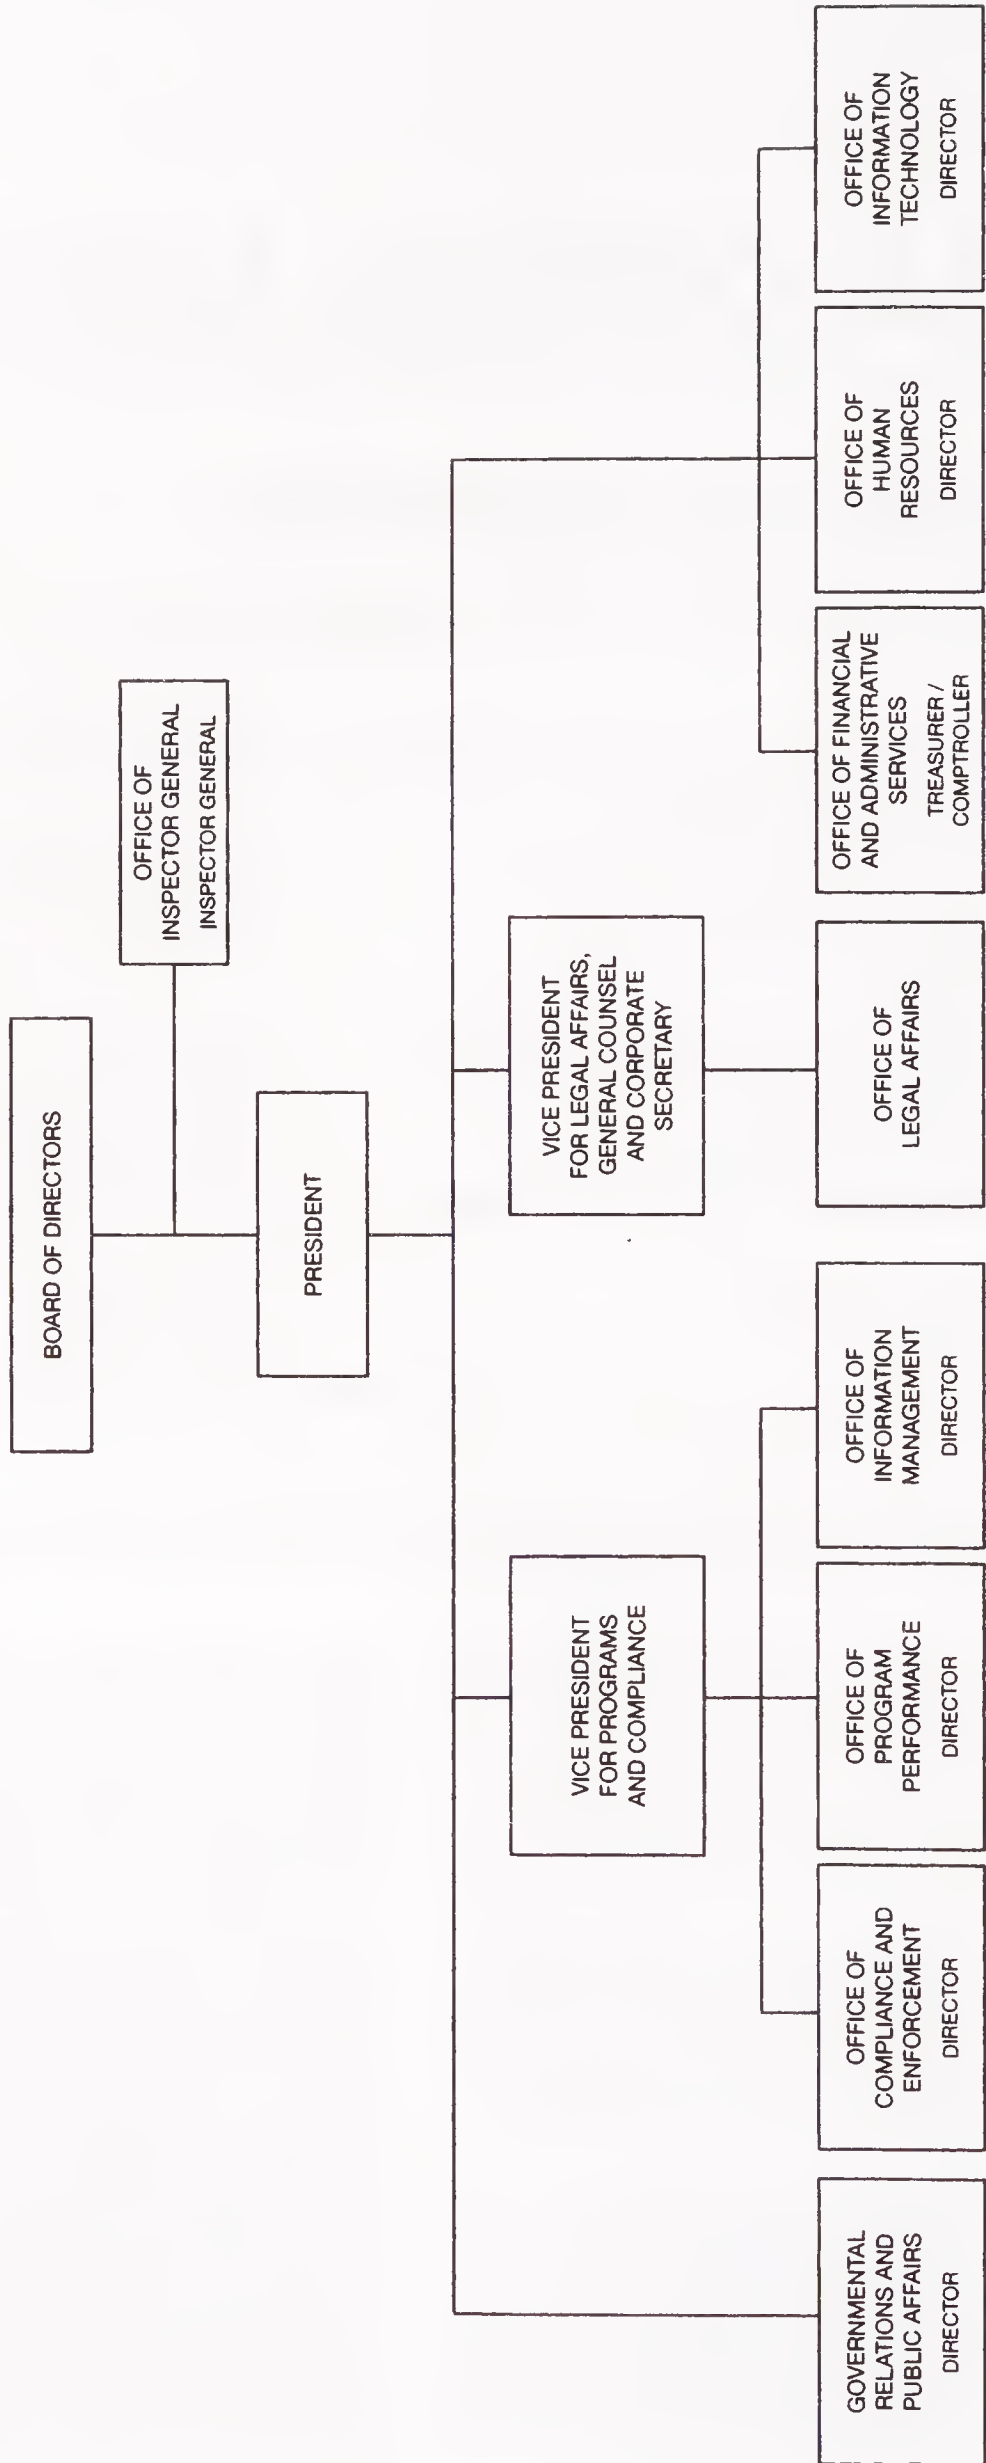 BOARD OF DIRECTORS
OFFICE OF
INSPECTOR GENERAL
INSPECTOR GENERAL
PRESIDENT
VICE PRESIDENT
FOR PROGRAMS
AND COMPLIANCE
VICE PRESIDENT
FOR LEGAL AFFAIRS,
GENERAL COUNSEL
AND CORPORATE
SECRETARY
GOVERNMENTAL
RELATIONS AND
PUBLIC AFFAIRS
DIRECTOR
OFFICE OF
COMPLIANCE AND
ENFORCEMENT
DIRECTOR
OFFICE OF
PROGRAM
PERFORMANCE
DIRECTOR
OFFICE OF
INFORMATION
MANAGEMENT
DIRECTOR
OFFICE OF
LEGAL AFFAIRS
OFFICE OF FINANCIAL
AND ADMINISTRATIVE
SERVICES
TREASURER /
COMPTROLLER
OFFICE OF
HUMAN
RESOURCES
DIRECTOR
OFFICE OF
INFORMATION
TECHNOLOGY
DIRECTOR